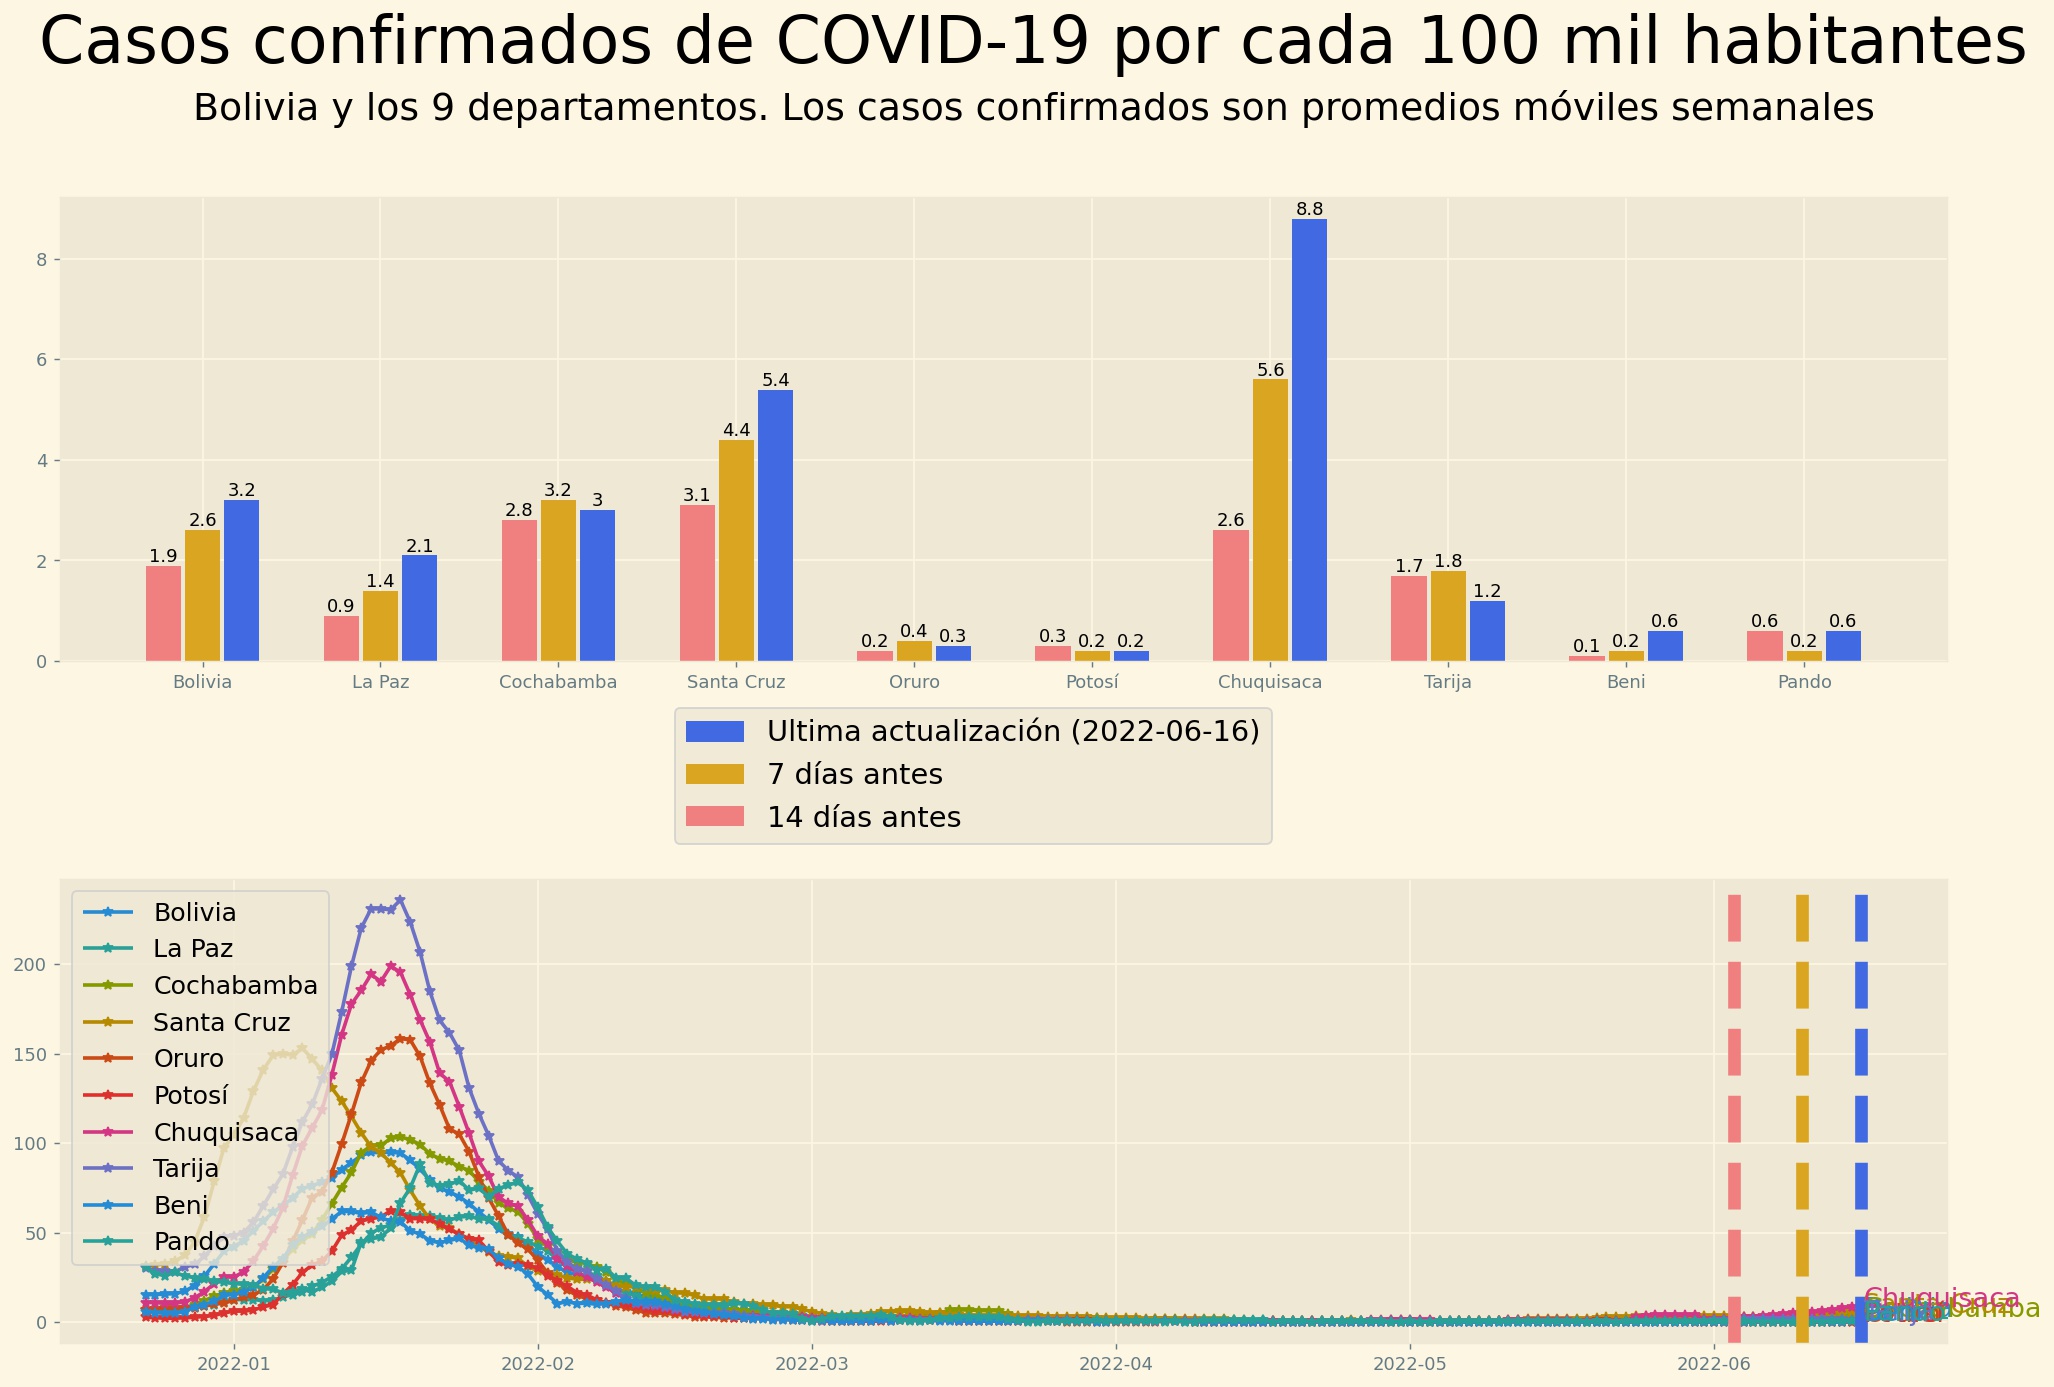 Casos confirmados de COVID-19 por cada 100 mil habitantes
Bolivia y los 9 departamentos. Los casos confirmados son promedios móviles semanales
8
6
4
2
0
1.9 2.6 3.2
0.9 1.4 2.1
2.8 3.2 3
3.1 4.4 5.4
0.2 0.4 0.3
0.3 0.2 0.2
2.6 5.6 8.8
1.7 1.8 1.2
0.1 0.2 0.6
0.6 0.2 0.6
Bolivia La Paz Cochabamba Santa Cruz Oruro Potosí Chuquisaca Tarija Beni Pando
Ultima actualización (2022-06-16)
7 días antes
14 días antes
200
150
100
50
0
Bolivia
La Paz
Cochabamba
Santa Cruz
Oruro
Potosí
Chuquisaca
Tarija
Beni
Pando
Chuquisaca
2022-01 2022-02 2022-03 2022-04 2022-05 2022-06